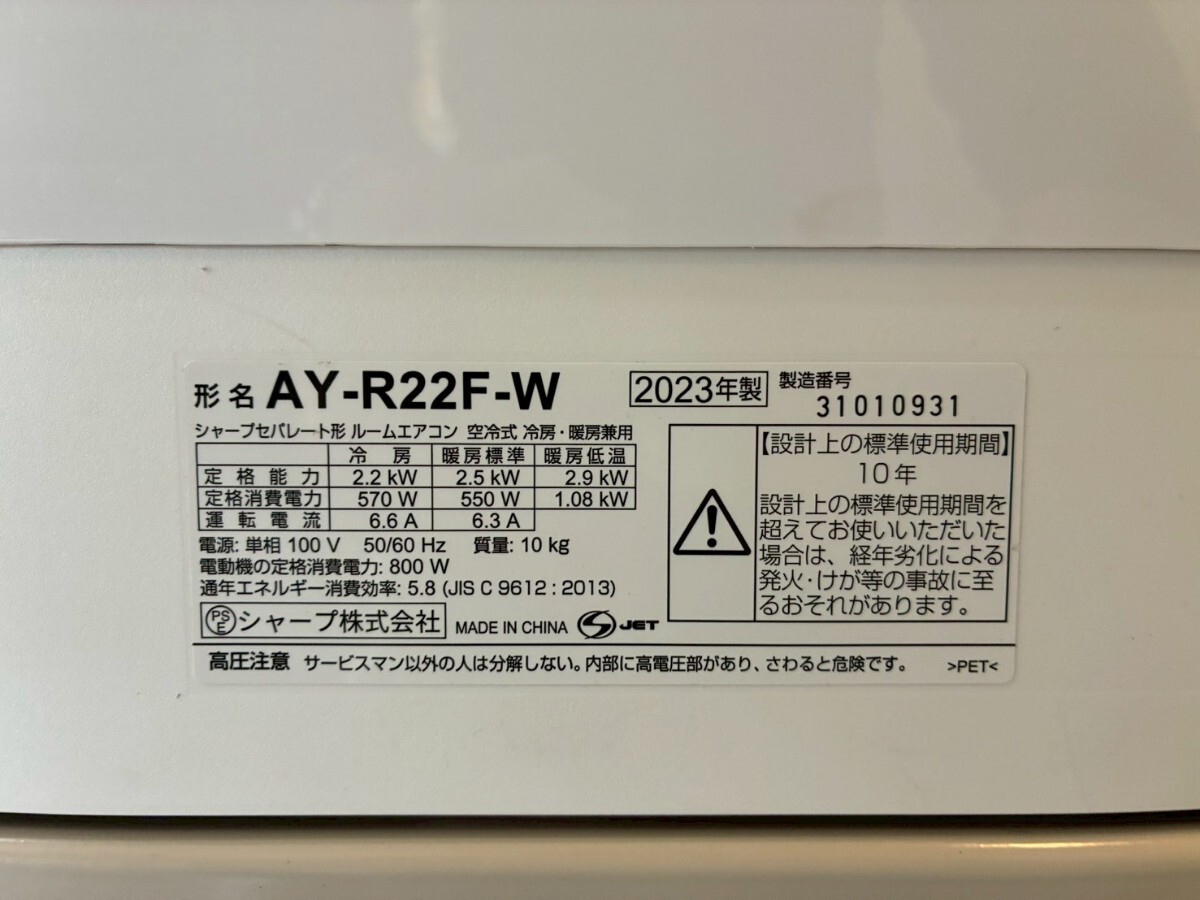 形名 AY-R22F-W 2023年製 製造番号 31010931
シャープセパレート形 ルームエアコン 空冷式 冷房・暖房兼用
冷房 暖房標準 暖房低温
定格能力 2.2 kW 2.5 kW 2.9 kW
定格消費電力 570 W 550 W 1.08 kW
運転電流 6.6 A 6.3 A
電源: 単相 100 V 50/60 Hz 質量: 10 kg
電動機の定格消費電力: 800 W
通年エネルギー消費効率: 5.8 (JIS C 9612 : 2013)
PSE シャープ株式会社 MADE IN CHINA S JET
【設計上の標準使用期間】
10年
設計上の標準使用期間を
超えてお使いいただいた
場合は、経年劣化による
発火・けが等の事故に至
るおそれがあります。
高圧注意 サービスマン以外の人は分解しない。内部に高電圧部があり、さわると危険です。 >PET<